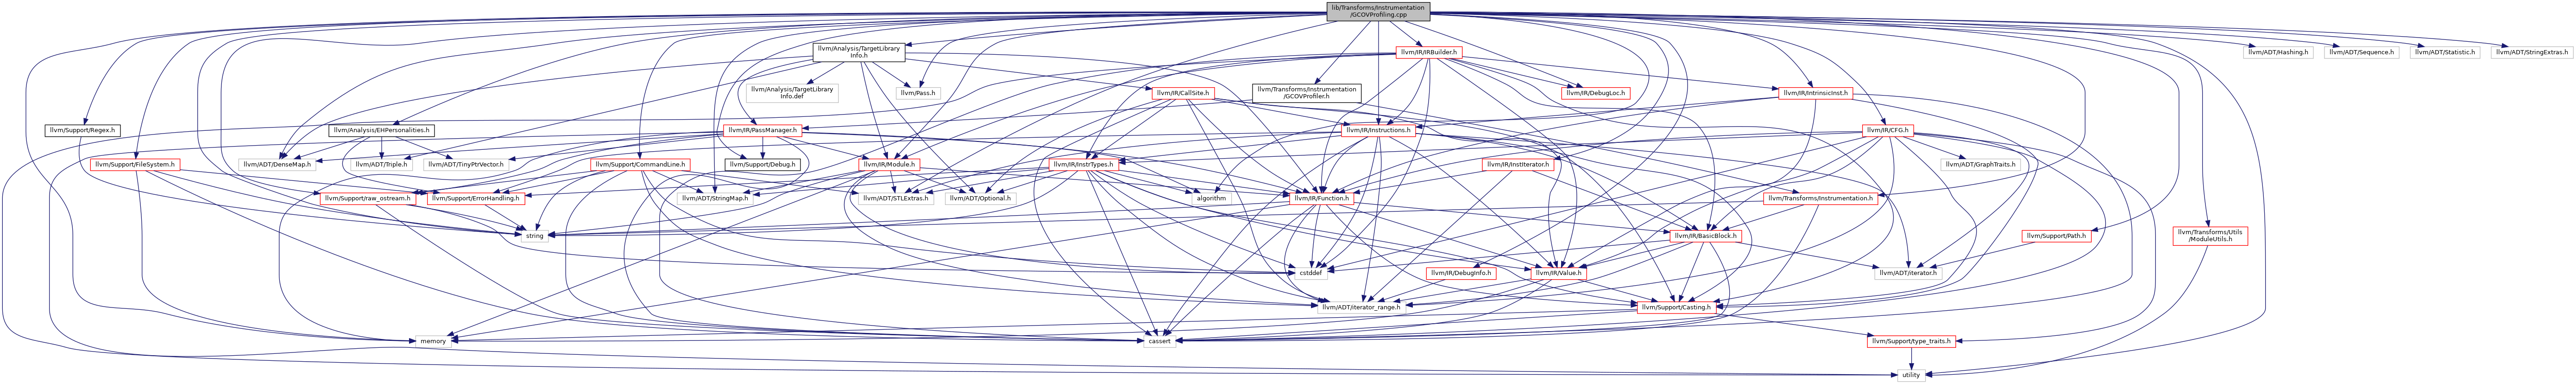 lib/Transforms/Instrumentation
/GCOVProfiling.cpp
llvm/Analysis/TargetLibrary
Info.h
llvm/IR/IRBuilder.h
llvm/ADT/Hashing.h
llvm/ADT/Sequence.h
llvm/ADT/Statistic.h
llvm/ADT/StringExtras.h
llvm/Analysis/TargetLibrary
Info.def
llvm/Pass.h
llvm/IR/CallSite.h
llvm/Transforms/Instrumentation
/GCOVProfiler.h
llvm/IR/DebugLoc.h
llvm/IR/IntrinsicInst.h
llvm/Support/Regex.h
llvm/Analysis/EHPersonalities.h
llvm/IR/PassManager.h
llvm/IR/Instructions.h
llvm/IR/CFG.h
llvm/Support/FileSystem.h
llvm/ADT/DenseMap.h
llvm/ADT/Triple.h
llvm/ADT/TinyPtrVector.h
llvm/Support/CommandLine.h
llvm/Support/Debug.h
llvm/IR/Module.h
llvm/IR/InstrTypes.h
llvm/IR/InstIterator.h
llvm/ADT/GraphTraits.h
llvm/Support/raw_ostream.h
llvm/Support/ErrorHandling.h
llvm/ADT/StringMap.h
llvm/ADT/STLExtras.h
llvm/ADT/Optional.h
algorithm
llvm/IR/Function.h
llvm/Transforms/Instrumentation.h
string
llvm/IR/BasicBlock.h
llvm/Support/Path.h
llvm/Transforms/Utils
/ModuleUtils.h
cstddef
llvm/IR/DebugInfo.h
llvm/IR/Value.h
llvm/ADT/iterator.h
llvm/ADT/iterator_range.h
llvm/Support/Casting.h
memory
cassert
llvm/Support/type_traits.h
utility